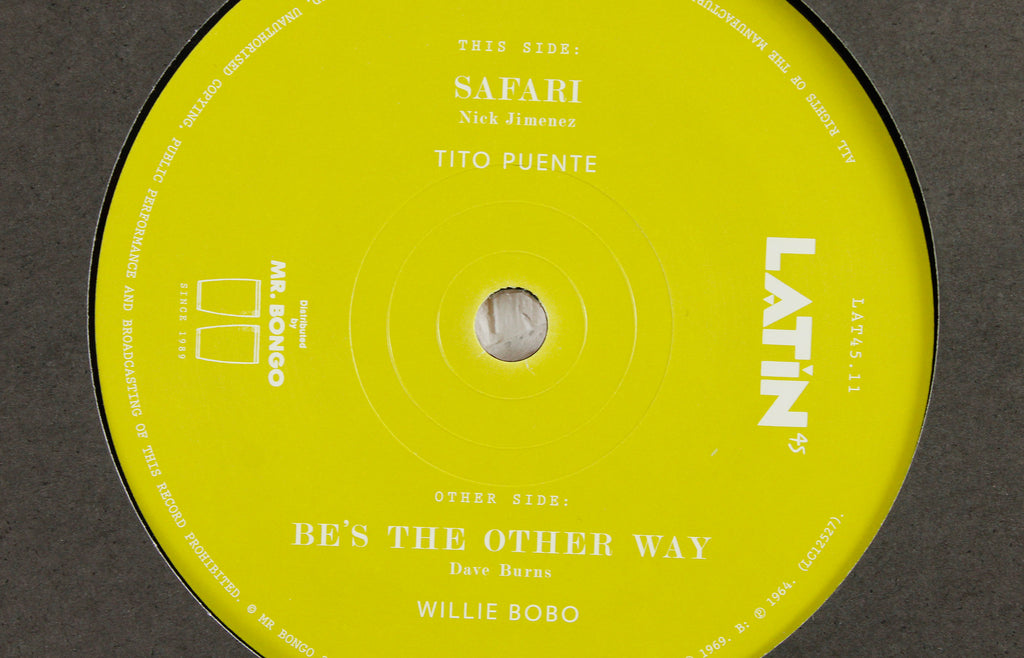 THIS SIDE:
SAFARI
Nick Jimenez
TITO PUENTE
LATIN 45
LAT45.11
Distributed
by
MR. BONGO
SINCE 1989
OTHER SIDE:
BE'S THE OTHER WAY
Dave Burns
WILLIE BOBO
ALL RIGHTS OF THE
UNAUTHORISED COPYING, PUBLIC PERFORMANCE AND BROADCASTING OF THIS RECORD PROHIBITED. © MR BONGO
1969. B: ℗ 1964. (LC12527).